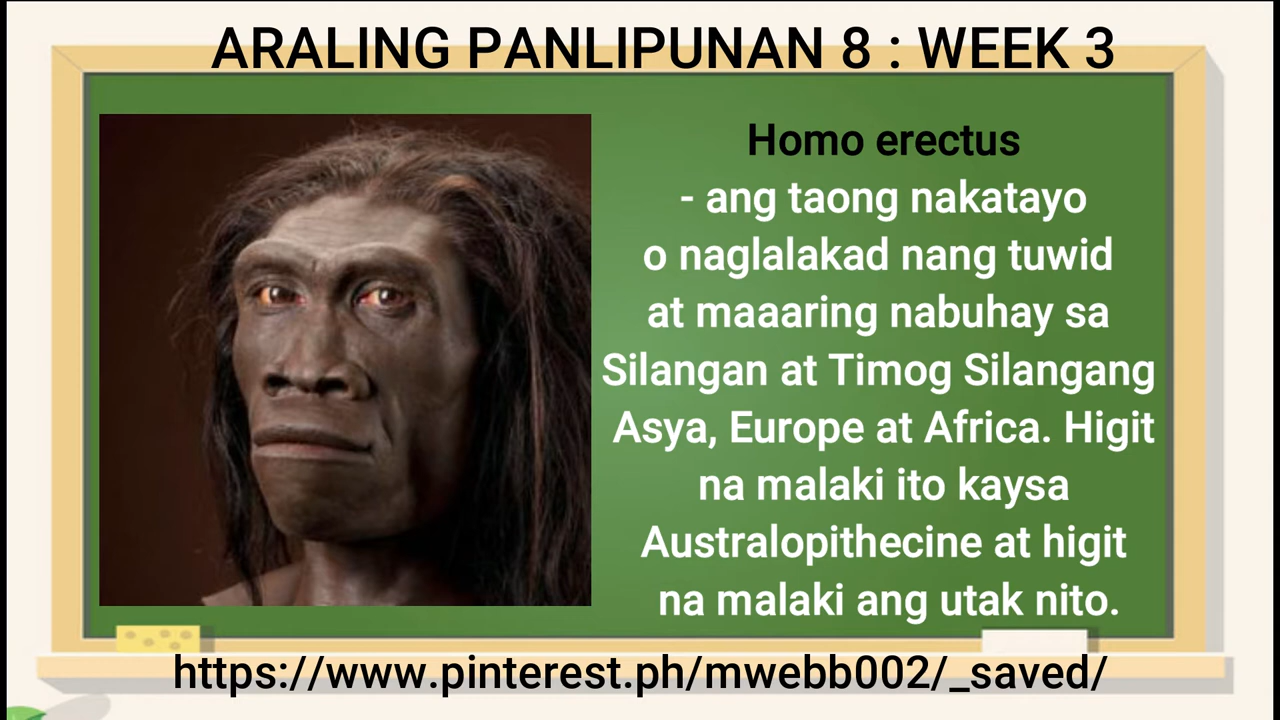 ARALING PANLIPUNAN 8 : WEEK 3
Homo erectus
- ang taong nakatayo
o naglalakad nang tuwid
at maaaring nabuhay sa
Silangan at Timog Silangang
Asya, Europe at Africa. Higit
na malaki ito kaysa
Australopithecine at higit
na malaki ang utak nito.
https://www.pinterest.ph/mwebb002/_saved/